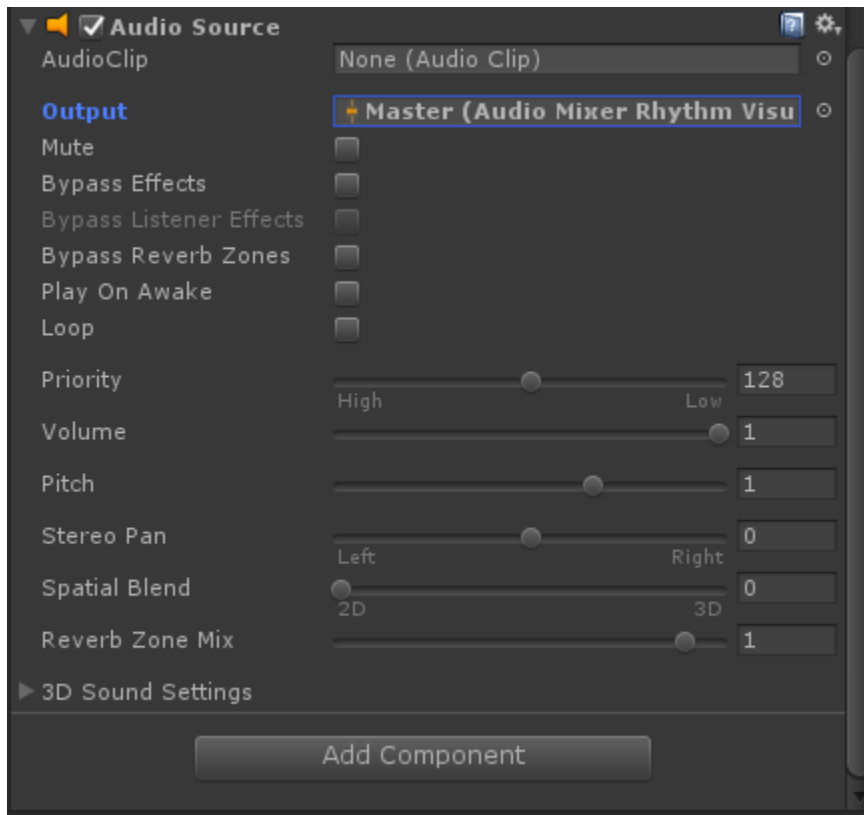 Audio Source
AudioClip None (Audio Clip)
Output Master (Audio Mixer Rhythm Visu
Mute
Bypass Effects
Bypass Listener Effects
Bypass Reverb Zones
Play On Awake
Loop
Priority 128
High Low
Volume 1
Pitch 1
Stereo Pan 0
Left Right
Spatial Blend 0
2D 3D
Reverb Zone Mix 1
3D Sound Settings
Add Component